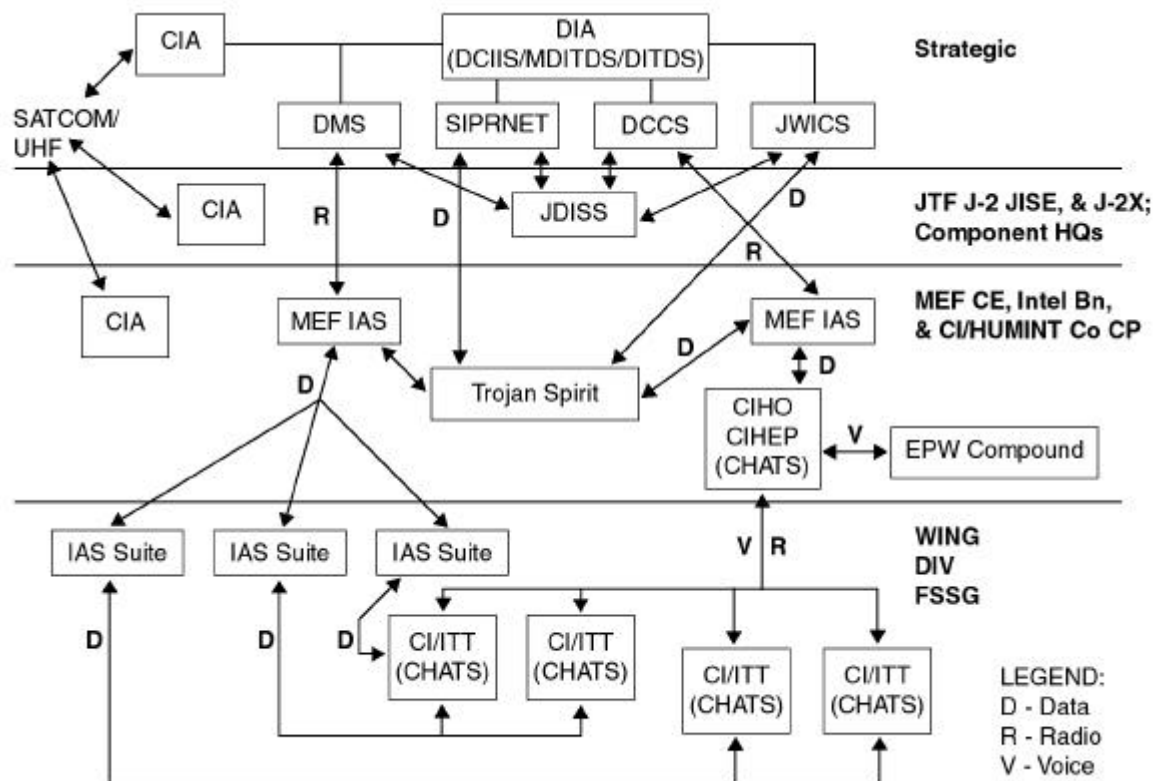 CIA
DIA
(DCIIS/MDITDS/DITDS)
Strategic
SATCOM/
UHF
DMS
SIPRNET
DCCS
JWICS
CIA
R
D
JDISS
D
R
JTF J-2 JISE, & J-2X;
Component HQs
CIA
MEF IAS
MEF IAS
MEF CE, Intel Bn,
& CI/HUMINT Co CP
D
Trojan Spirit
D
D
CIHO
CIHEP
(CHATS)
V
EPW Compound
IAS Suite
IAS Suite
IAS Suite
V
R
WING
DIV
FSSG
D
D
D
CI/ITT
(CHATS)
CI/ITT
(CHATS)
CI/ITT
(CHATS)
CI/ITT
(CHATS)
LEGEND:
D - Data
R - Radio
V - Voice